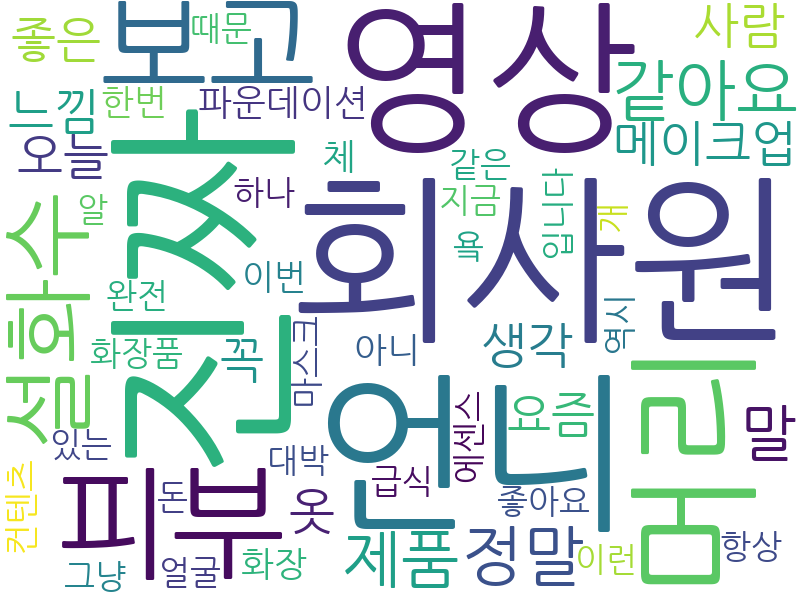 좋은
때문
보고
영상
사람
느낌
한번
파운데이션
같아요
오늘
체
같은
메이크업
진짜
알
하나
지금
욕
입니다
개
회사원
설화수
완전
이번
화장품
꼭
마스크
아니
생각
역시
언니
요즘
머리
말
있는
대박
급식
에센스
좋아요
컨텐츠
피부
돈
옷
제품
정말
이런
항상
그냥
얼굴
화장